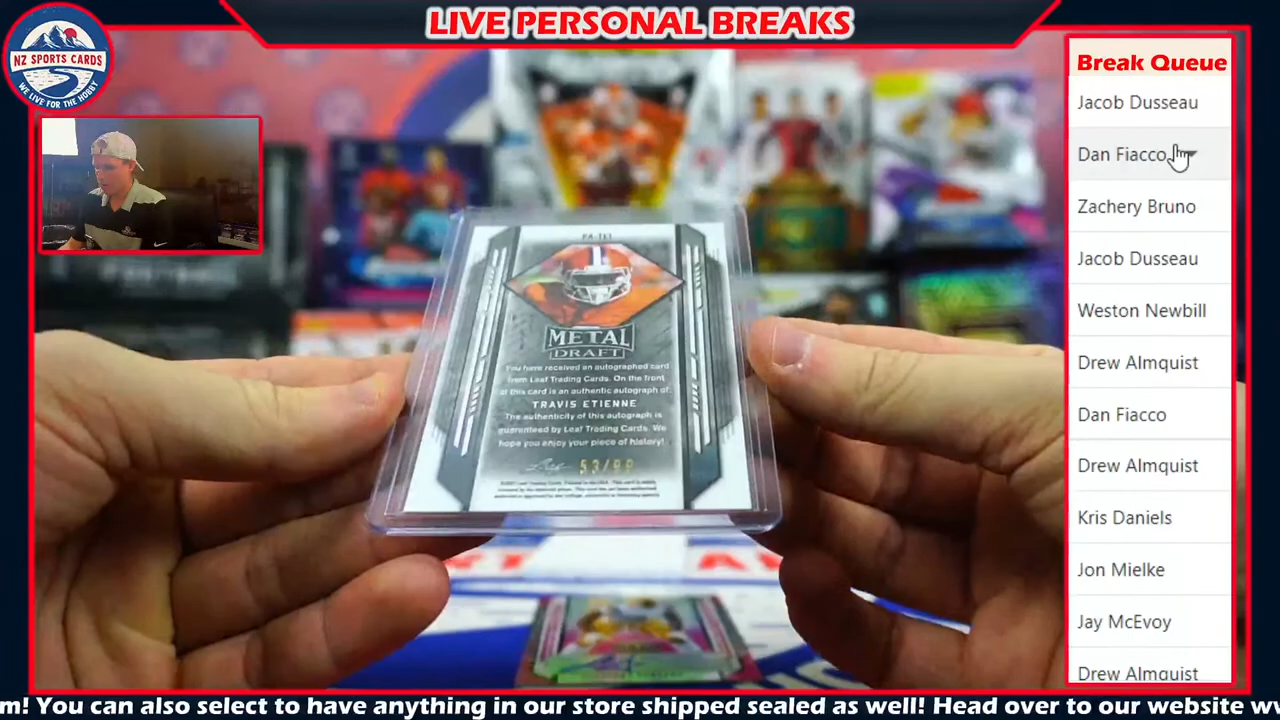 LIVE PERSONAL BREAKS
NZ SPORTS CARDS
WE LIVE FOR THE HOBBY
Break Queue
Jacob Dusseau
Dan Fiacco
Zachery Bruno
Jacob Dusseau
Weston Newbill
Drew Almquist
Dan Fiacco
Drew Almquist
Kris Daniels
Jon Mielke
Jay McEvoy
Drew Almquist
PA-TE1
METAL
DRAFT
You have received an autographed card
from Leaf Trading Cards. On the front
of this card is an authentic autograph of:
TRAVIS ETIENNE
The authenticity of this autograph is
guaranteed by Leaf Trading Cards. We
hope you enjoy your piece of history!
Leaf 53/99
m! You can also select to have anything in our store shipped sealed as well! Head over to our website